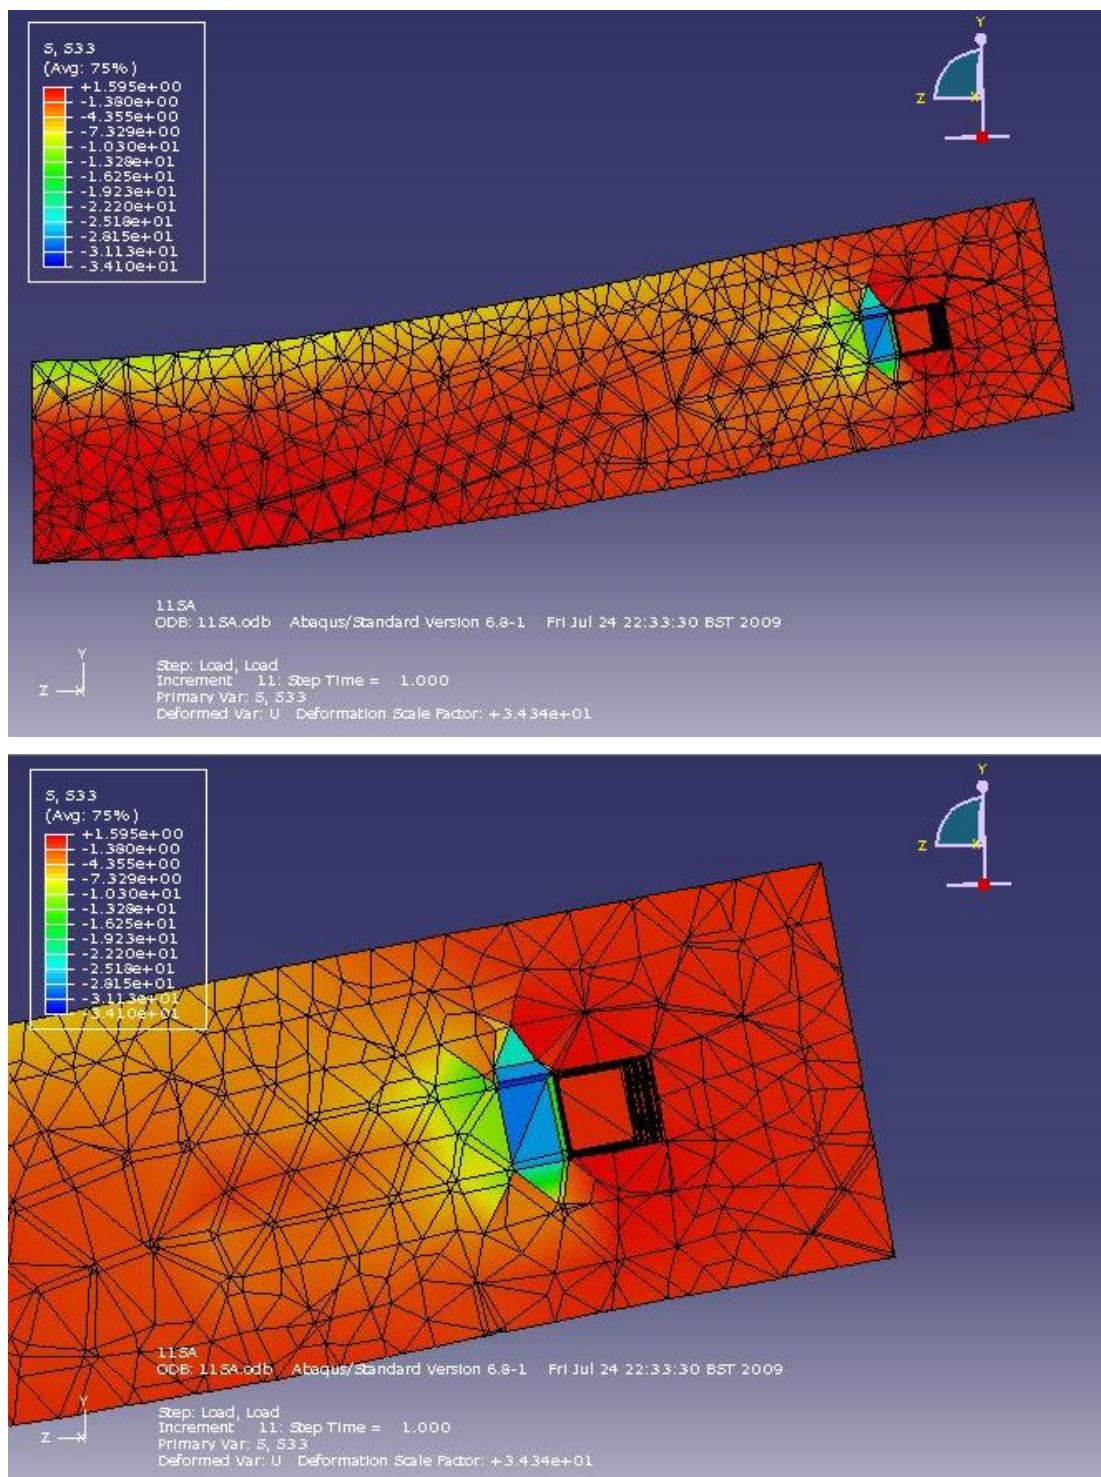 S, S33
(Avg: 75%)
+1.595e+00
-1.380e+00
-4.355e+00
-7.329e+00
-1.030e+01
-1.328e+01
-1.625e+01
-1.923e+01
-2.220e+01
-2.518e+01
-2.815e+01
-3.113e+01
-3.410e+01
Y
Z
X
11SA
ODB: 11SA.odb Abaqus/Standard Version 6.8-1 Fri Jul 24 22:33:30 BST 2009
Y
Z
X
Step: Load, Load
Increment 11: Step Time = 1.000
Primary Var: S, S33
Deformed Var: U Deformation Scale Factor: +3.434e+01
S, S33
(Avg: 75%)
+1.595e+00
-1.380e+00
-4.355e+00
-7.329e+00
-1.030e+01
-1.328e+01
-1.625e+01
-1.923e+01
-2.220e+01
-2.518e+01
-2.815e+01
-3.113e+01
-3.410e+01
Y
Z
X
11SA
ODB: 11SA.odb Abaqus/Standard Version 6.8-1 Fri Jul 24 22:33:30 BST 2009
Y
Z
X
Step: Load, Load
Increment 11: Step Time = 1.000
Primary Var: S, S33
Deformed Var: U Deformation Scale Factor: +3.434e+01